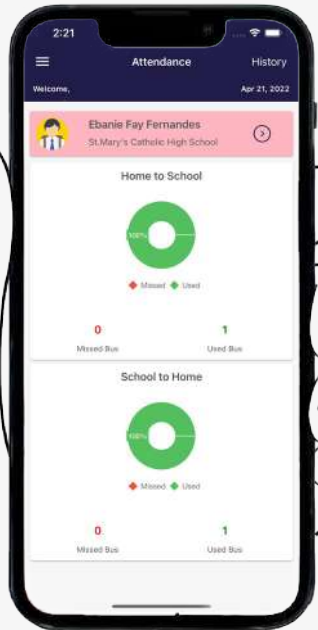 2:21
Attendance History
Welcome, Apr 21, 2022
Ebanie Fay Fernandes
St.Mary's Catholic High School
Home to School
100%
Missed Used
0 1
Missed Bus Used Bus
School to Home
100%
Missed Used
0 1
Missed Bus Used Bus